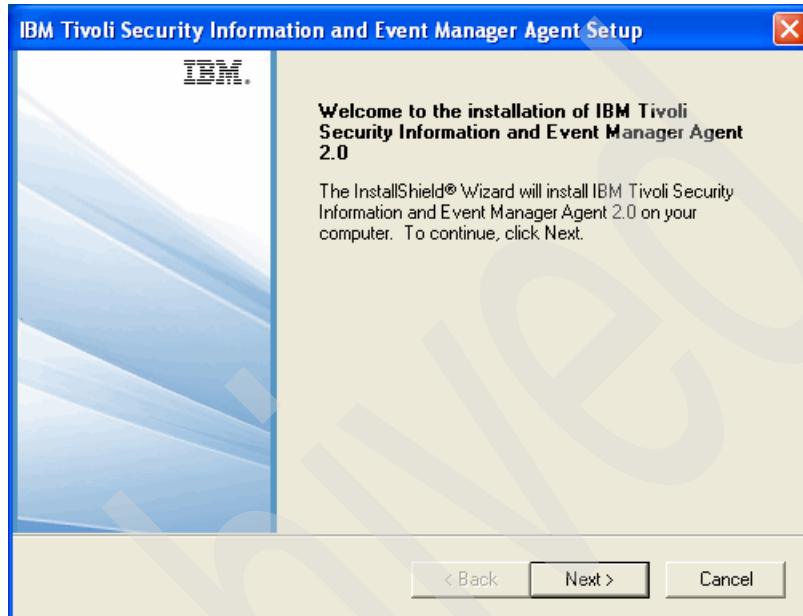 IBM Tivoli Security Information and Event Manager Agent Setup
IBM.
Welcome to the installation of IBM Tivoli
Security Information and Event Manager Agent
2.0
The InstallShield® Wizard will install IBM Tivoli Security
Information and Event Manager Agent 2.0 on your
computer. To continue, click Next.
< Back
Next >
Cancel